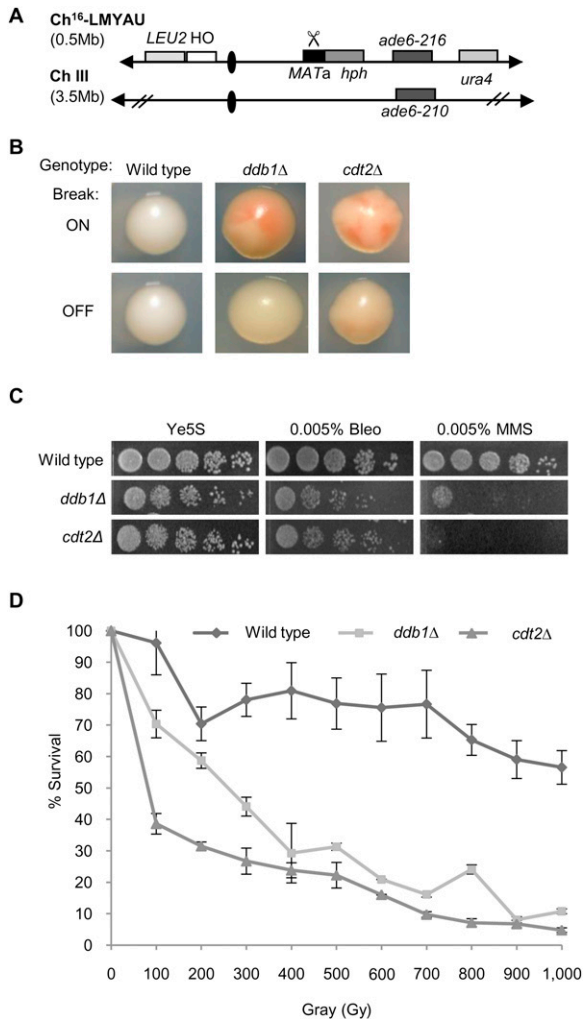 A
Ch16-LMYAU
(0.5Mb)
LEU2 HO
MATa
hph
ade6-216
ura4
Ch III
(3.5Mb)
ade6-210
B
Genotype: Wild type ddb1Δ cdt2Δ
Break:
ON
OFF
C
Ye5S 0.005% Bleo 0.005% MMS
Wild type
ddb1Δ
cdt2Δ
D
Wild type ddb1Δ cdt2Δ
% Survival
100
90
80
70
60
50
40
30
20
10
0
0 100 200 300 400 500 600 700 800 900 1,000
Gray (Gy)